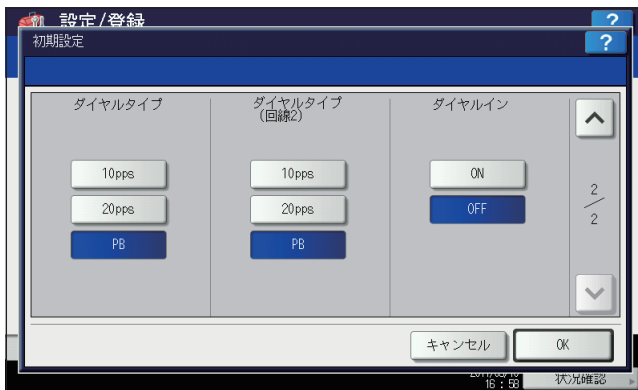 設定/登録
?
初期設定
?
ダイヤルタイプ
ダイヤルタイプ
(回線2)
ダイヤルイン
10pps
20pps
PB
10pps
20pps
PB
ON
OFF
2
2
キャンセル
OK
16:58
状況確認